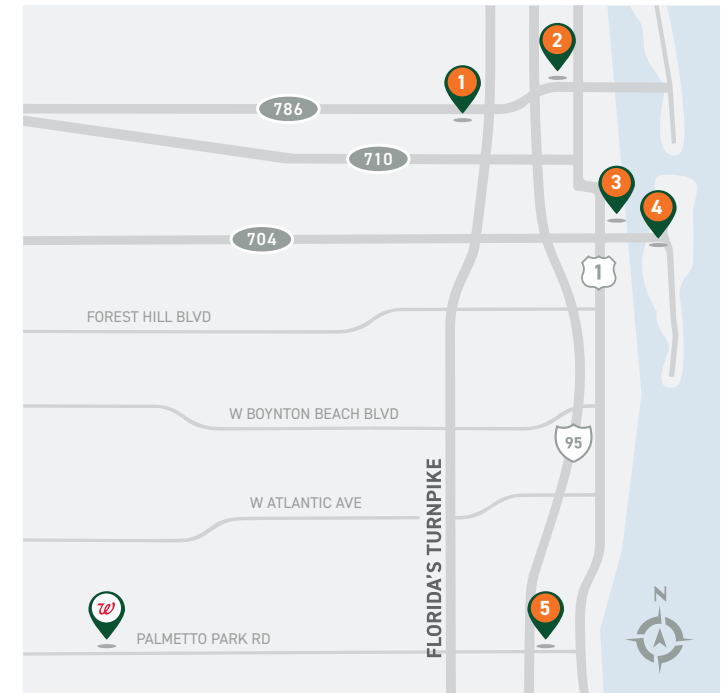 2
1
786
710
3
4
704
1
FOREST HILL BLVD
W BOYNTON BEACH BLVD
95
FLORIDA'S TURNPIKE
W ATLANTIC AVE
N
w
5
PALMETTO PARK RD